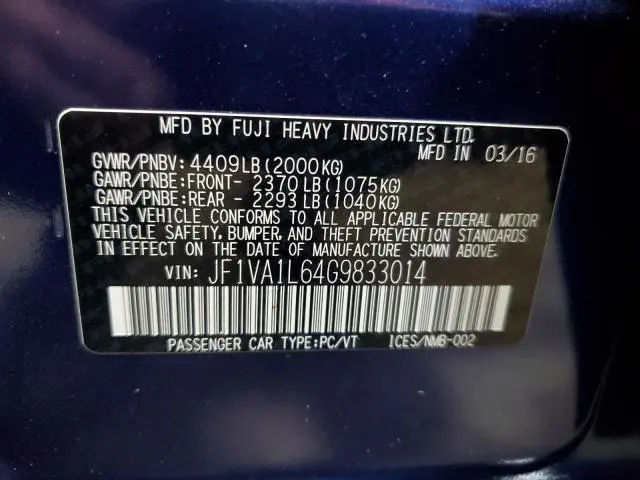 MFD BY FUJI HEAVY INDUSTRIES LTD.
MFD IN 03/16
GVWR/PNBV: 4409LB (2000KG)
GAWR/PNBE:FRONT- 2370LB (1075KG)
GAWR/PNBE:REAR - 2293LB (1040KG)
THIS VEHICLE CONFORMS TO ALL APPLICABLE FEDERAL MOTOR
VEHICLE SAFETY, BUMPER, AND THEFT PREVENTION STANDARDS
IN EFFECT ON THE DATE OF MANUFACTURE SHOWN ABOVE.
VIN: JF1VA1L64G9833014
PASSENGER CAR TYPE:PC/VT ICES/NMB-002